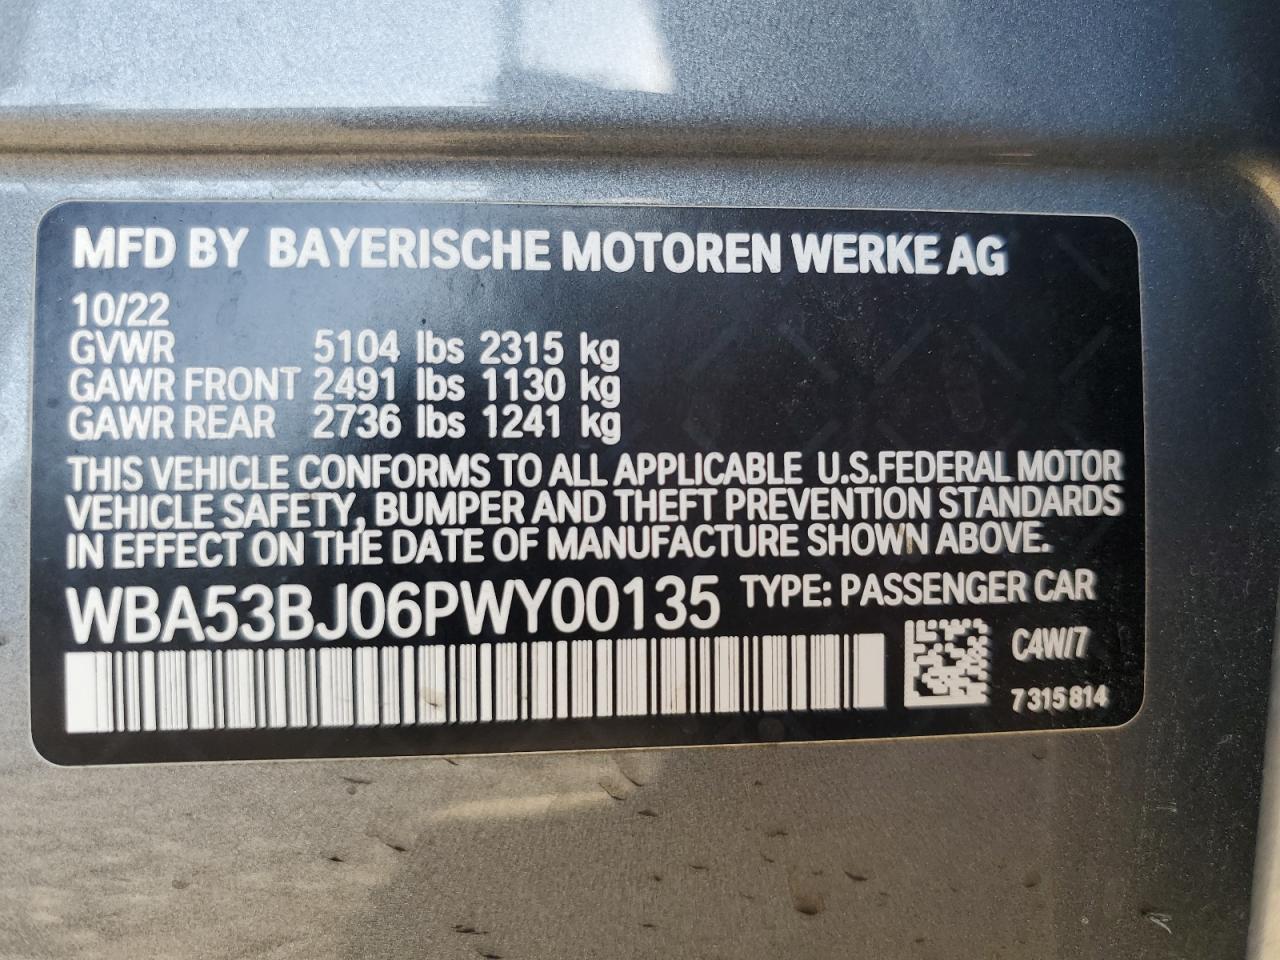 MFD BY BAYERISCHE MOTOREN WERKE AG
10/22
GVWR 5104 lbs 2315 kg
GAWR FRONT 2491 lbs 1130 kg
GAWR REAR 2736 lbs 1241 kg
THIS VEHICLE CONFORMS TO ALL APPLICABLE U.S.FEDERAL MOTOR
VEHICLE SAFETY, BUMPER AND THEFT PREVENTION STANDARDS
IN EFFECT ON THE DATE OF MANUFACTURE SHOWN ABOVE.
WBA53BJ06PWY00135 TYPE: PASSENGER CAR
C4W/7
7 315 814